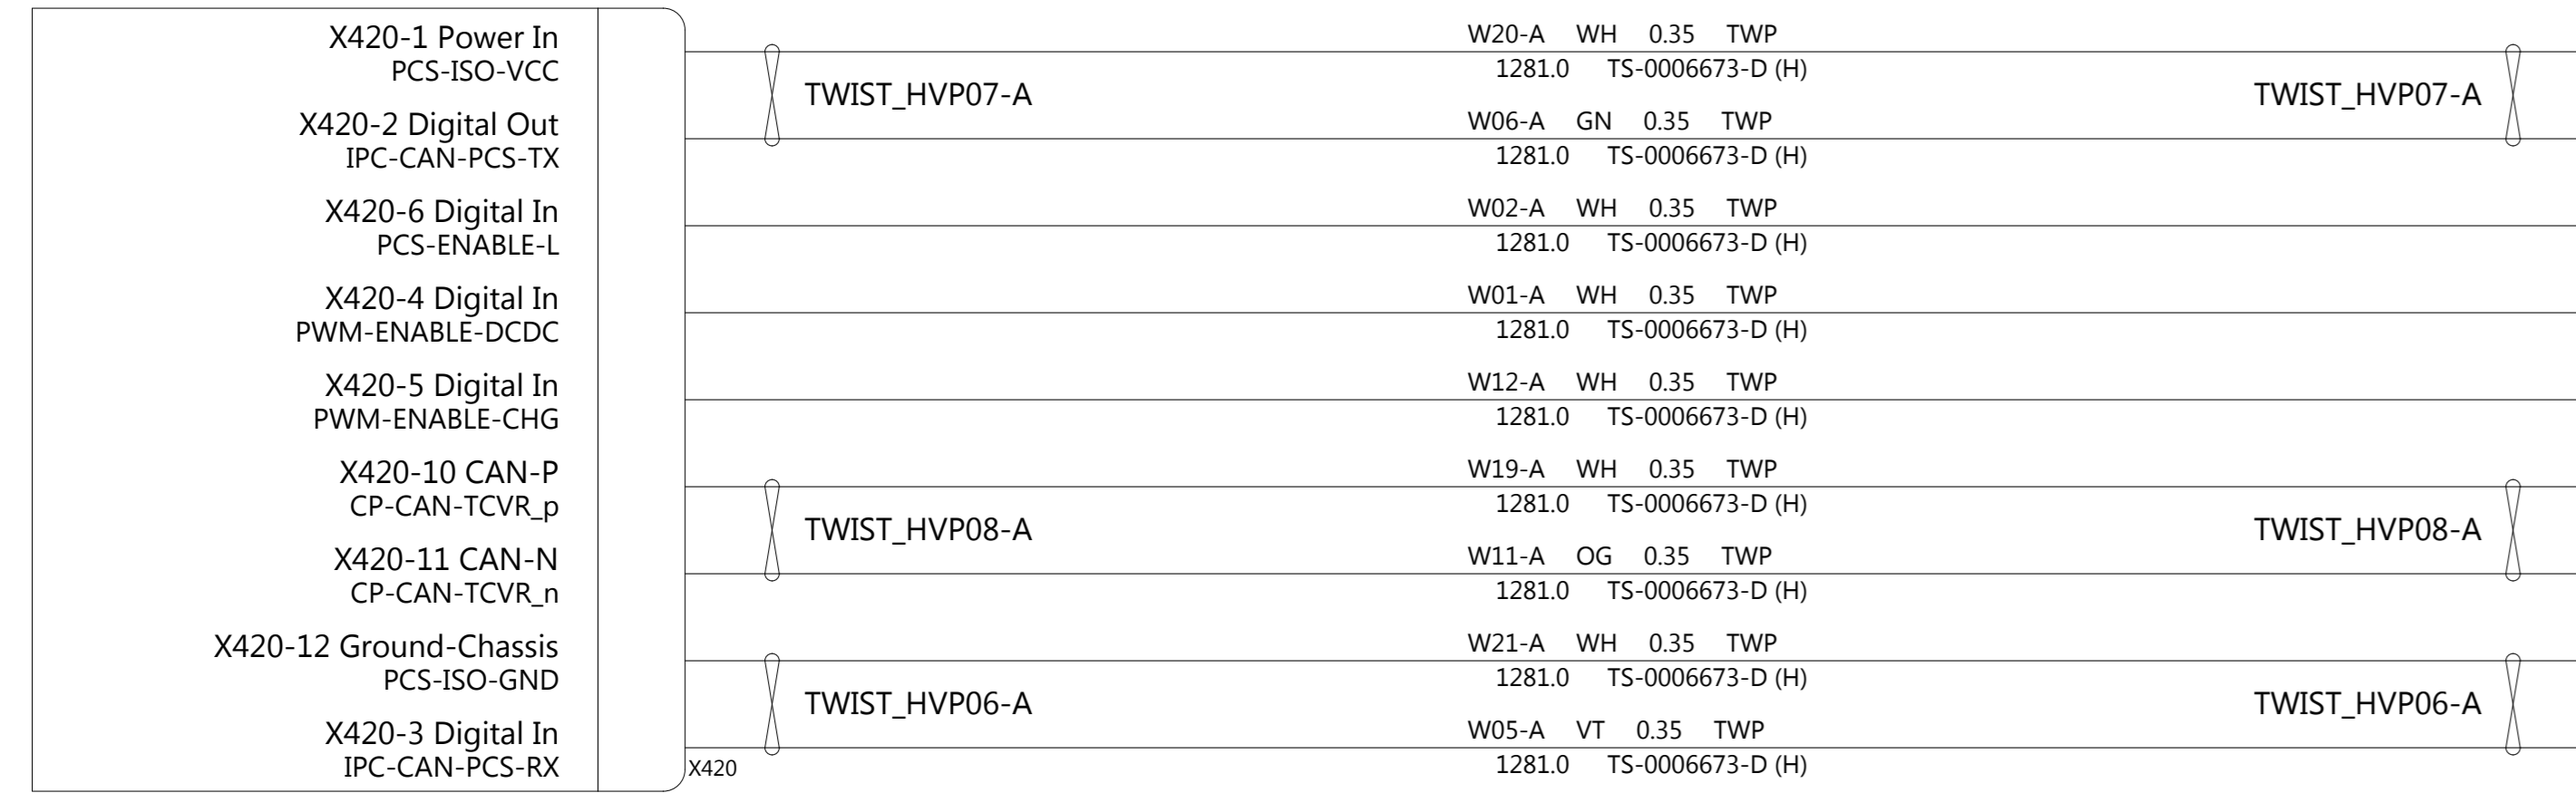 X420-1 Power In
PCS-ISO-VCC
W20-A WH 0.35 TWP
1281.0 TS-0006673-D (H)
TWIST_HVP07-A
TWIST_HVP07-A
X420-2 Digital Out
IPC-CAN-PCS-TX
W06-A GN 0.35 TWP
1281.0 TS-0006673-D (H)
X420-6 Digital In
PCS-ENABLE-L
W02-A WH 0.35 TWP
1281.0 TS-0006673-D (H)
X420-4 Digital In
PWM-ENABLE-DCDC
W01-A WH 0.35 TWP
1281.0 TS-0006673-D (H)
X420-5 Digital In
PWM-ENABLE-CHG
W12-A WH 0.35 TWP
1281.0 TS-0006673-D (H)
X420-10 CAN-P
CP-CAN-TCVR_p
W19-A WH 0.35 TWP
1281.0 TS-0006673-D (H)
TWIST_HVP08-A
TWIST_HVP08-A
X420-11 CAN-N
CP-CAN-TCVR_n
W11-A OG 0.35 TWP
1281.0 TS-0006673-D (H)
X420-12 Ground-Chassis
PCS-ISO-GND
W21-A WH 0.35 TWP
1281.0 TS-0006673-D (H)
TWIST_HVP06-A
TWIST_HVP06-A
X420-3 Digital In
IPC-CAN-PCS-RX
W05-A VT 0.35 TWP
1281.0 TS-0006673-D (H)
X420